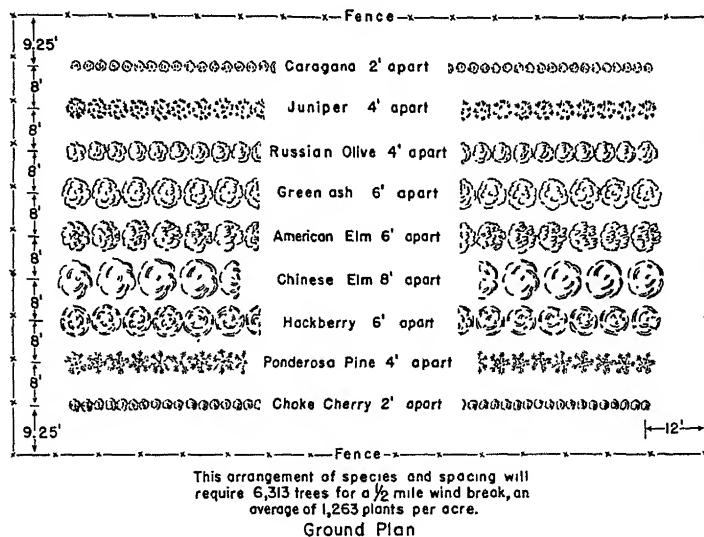 Fence
9.25'
Caragana 2' apart
8'
Juniper 4' apart
8'
Russian Olive 4' apart
8'
Green ash 6' apart
8'
American Elm 6' apart
8'
Chinese Elm 8' apart
8'
Hackberry 6' apart
8'
Ponderosa Pine 4' apart
8'
Choke Cherry 2' apart
9.25'
12'
Fence
This arrangement of species and spacing will
require 6,313 trees for a 1/2 mile wind break, an
average of 1,263 plants per acre.
Ground Plan